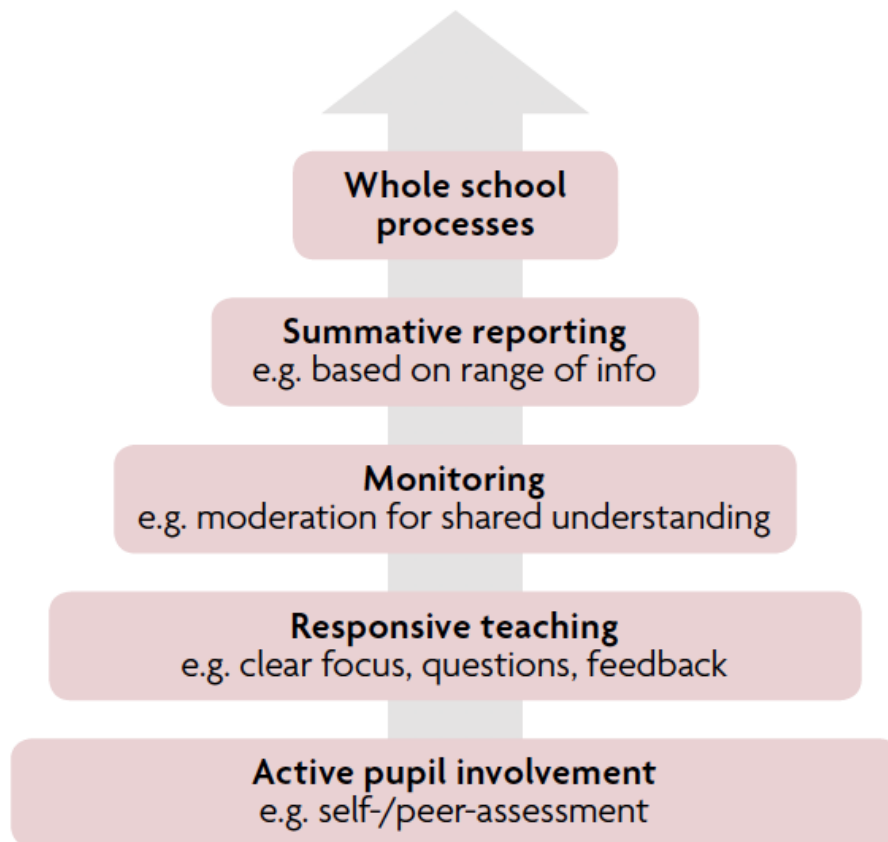 Whole school
processes
Summative reporting
e.g. based on range of info
Monitoring
e.g. moderation for shared understanding
Responsive teaching
e.g. clear focus, questions, feedback
Active pupil involvement
e.g. self-/peer-assessment